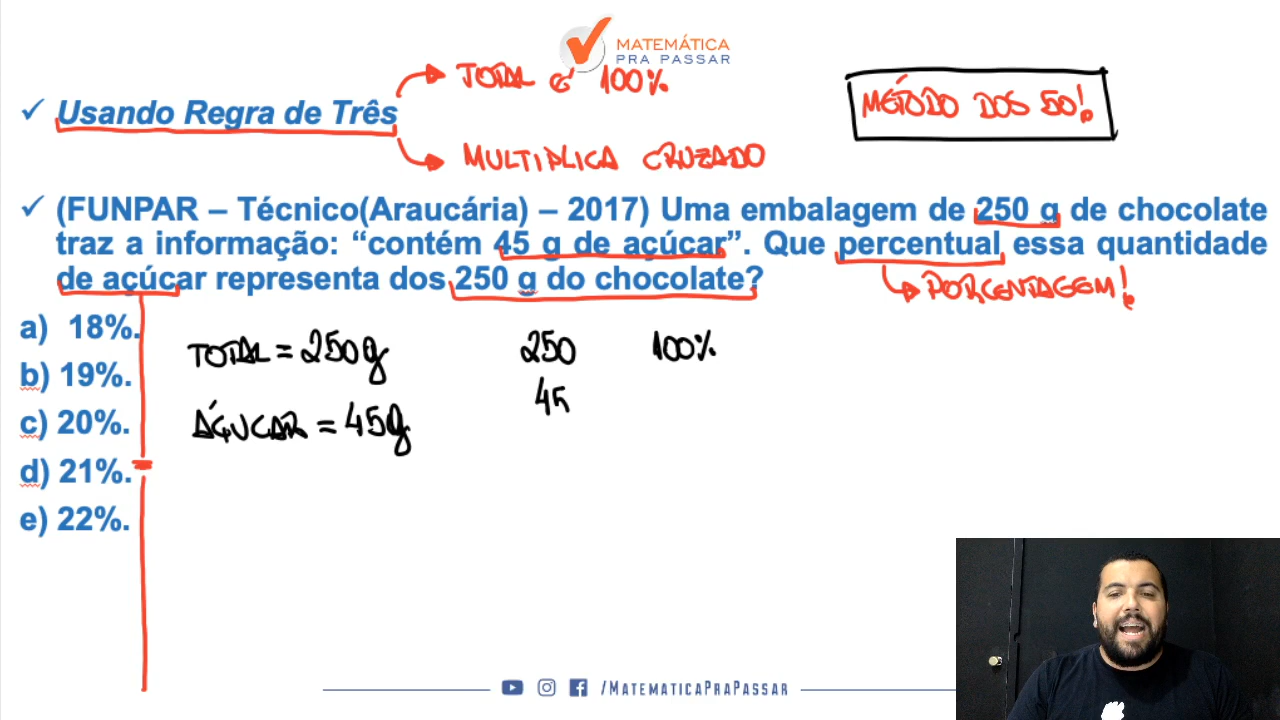 MATEMÁTICA
PRA PASSAR
TOTAL É 100%
✓ Usando Regra de Três
MÉTODO DOS 50!
MULTIPLICA CRUZADO
✓ (FUNPAR – Técnico(Araucária) – 2017) Uma embalagem de 250 g de chocolate
traz a informação: “contém 45 g de açúcar”. Que percentual essa quantidade
de açúcar representa dos 250 g do chocolate?
PORCENTAGEM!
a) 18%.
b) 19%.
c) 20%.
d) 21%.
e) 22%.
TOTAL = 250g
AÇUCAR = 45g
250 100%
45
/MATEMATICAPRAPASSAR